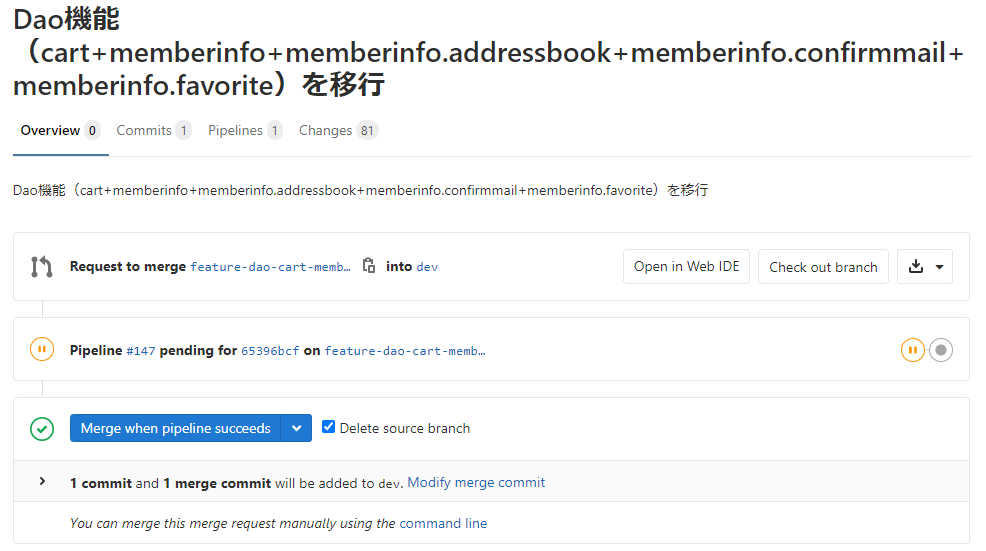 Dao機能
（cart+memberinfo+memberinfo.addressbook+memberinfo.confirmmail+
memberinfo.favorite）を移行
Overview 0 Commits 1 Pipelines 1 Changes 81
Dao機能（cart+memberinfo+memberinfo.addressbook+memberinfo.confirmmail+memberinfo.favorite）を移行
Request to merge feature-dao-cart-memb… into dev Open in Web IDE Check out branch
Pipeline #147 pending for 65396bcf on feature-dao-cart-memb…
Merge when pipeline succeeds Delete source branch
1 commit and 1 merge commit will be added to dev. Modify merge commit
You can merge this merge request manually using the command line